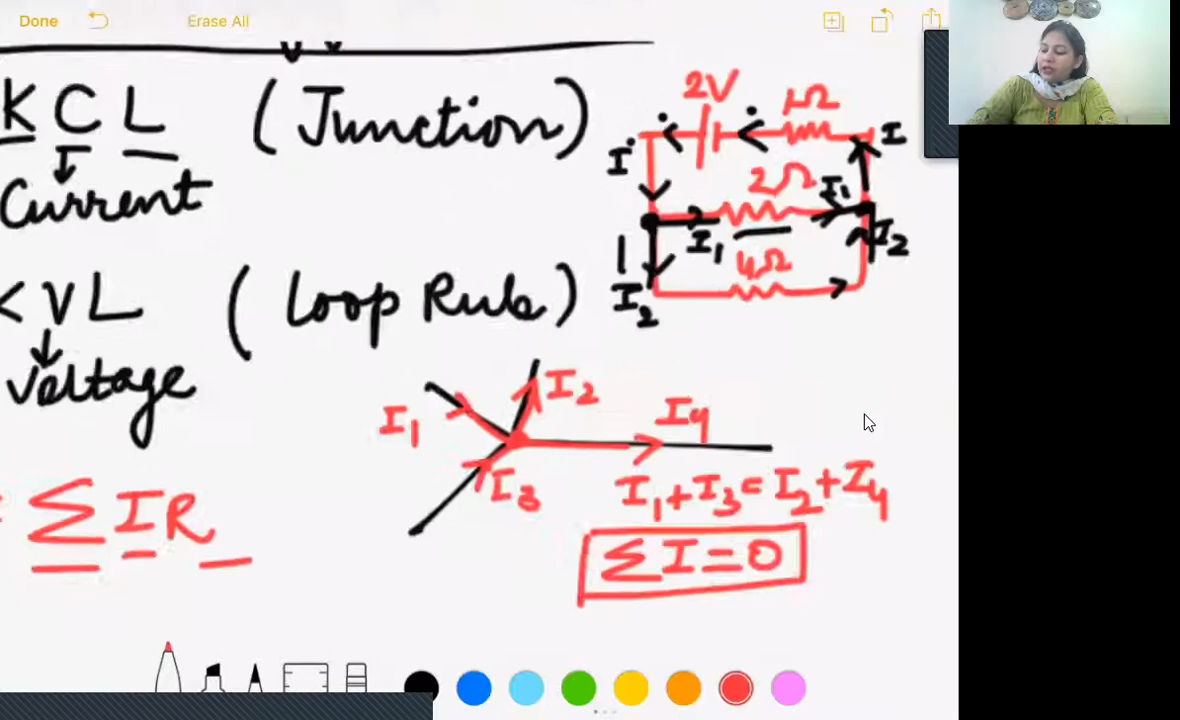 Done
Erase All
KCL (Junction)
Current
KVL (Loop Rule)
Voltage
ΣIR
2V
1Ω
I
I
2Ω
I₁
I₁
I₂
4Ω
I₂
I₁
I₂
I₃
I₄
I₁+I₃=I₂+I₄
ΣI=0